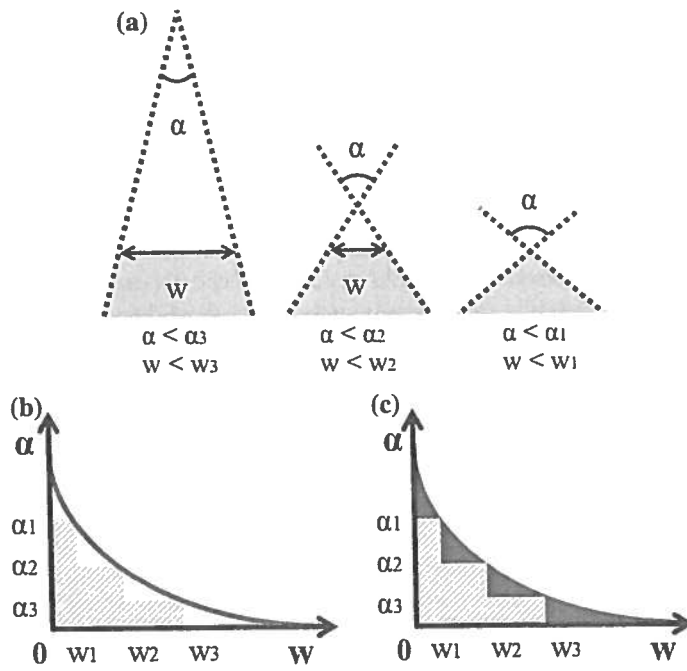 (a)
α
α
α
w
w
α < α3
w < w3
α < α2
w < w2
α < α1
w < w1
(b)
α
α1
α2
α3
0 w1 w2 w3 w
(c)
α
α1
α2
α3
0 w1 w2 w3 w